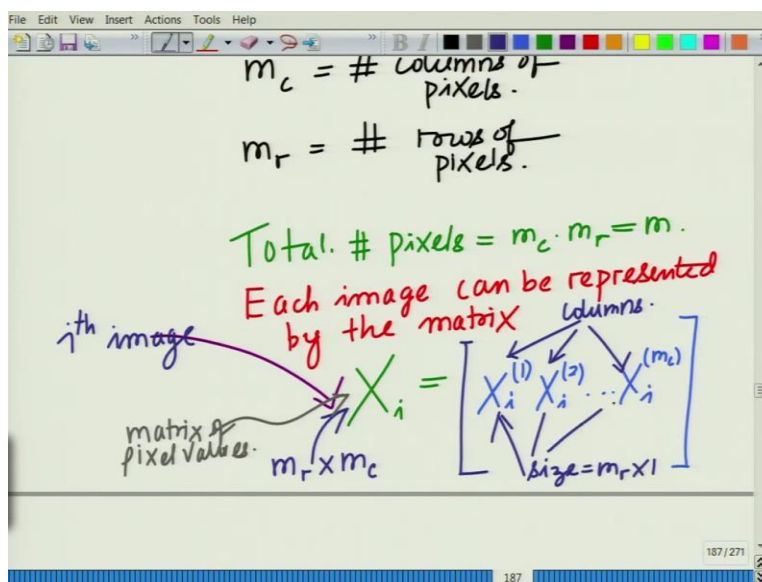 File Edit View Insert Actions Tools Help
m_c = # columns of
pixels.
m_r = # rows of
pixels.
Total. # pixels = m_c · m_r = m.
Each image can be represented
by the matrix
columns.
i^th image
X_i = [ X_i^(1) X_i^(2) ... X_i^(m_c) ]
matrix of
pixel values.
m_r × m_c
size = m_r × 1
187 / 271
187